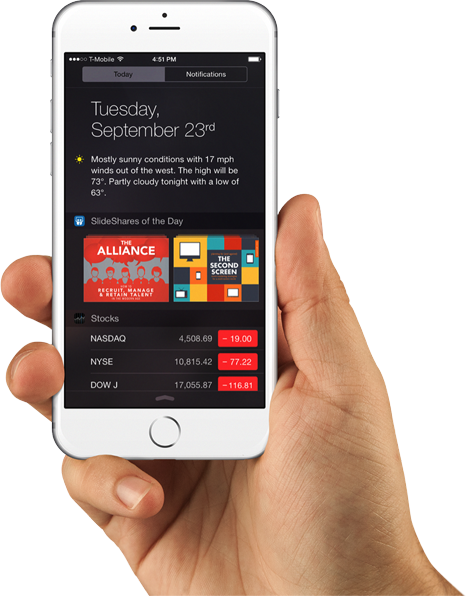 T-Mobile 4:51 PM
Today Notifications
Tuesday,
September 23rd
Mostly sunny conditions with 17 mph
winds out of the west. The high will be
73°. Partly cloudy tonight with a low of
63°.
SlideShares of the Day
THE
ALLIANCE
RECRUIT, MANAGE
& RETAIN TALENT
THE
SECOND
SCREEN
Stocks
NASDAQ 4,508.69 − 19.00
NYSE 10,815.42 − 77.22
DOW J 17,055.87 −116.81